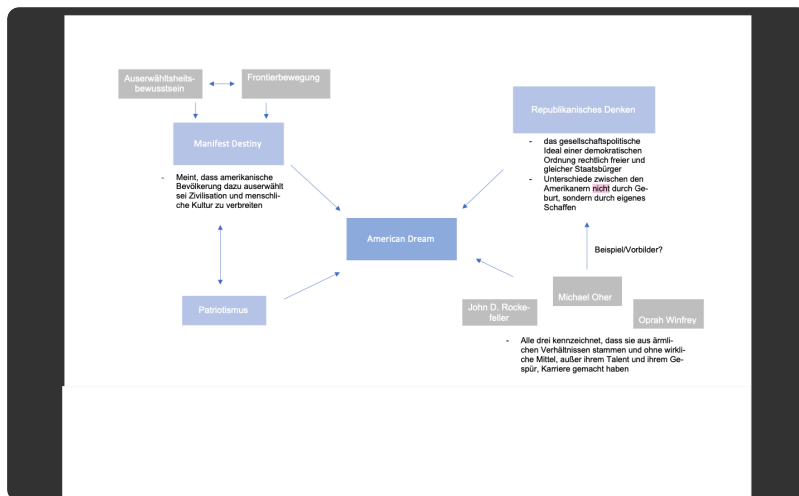 Auserwähltsheits-
bewusstsein
Frontierbewegung
Manifest Destiny
- Meint, dass amerikanische
Bevölkerung dazu auserwählt
sei Zivilisation und menschli-
che Kultur zu verbreiten
Patriotismus
American Dream
Republikanisches Denken
- das gesellschaftspolitische
Ideal einer demokratischen
Ordnung rechtlich freier und
gleicher Staatsbürger
- Unterschiede zwischen den
Amerikanern nicht durch Ge-
burt, sondern durch eigenes
Schaffen
Beispiel/Vorbilder?
John D. Rocke-
feller
Michael Oher
Oprah Winfrey
- Alle drei kennzeichnet, dass sie aus ärmli-
chen Verhältnissen stammen und ohne wirkli-
che Mittel, außer ihrem Talent und ihrem Ge-
spür, Karriere gemacht haben